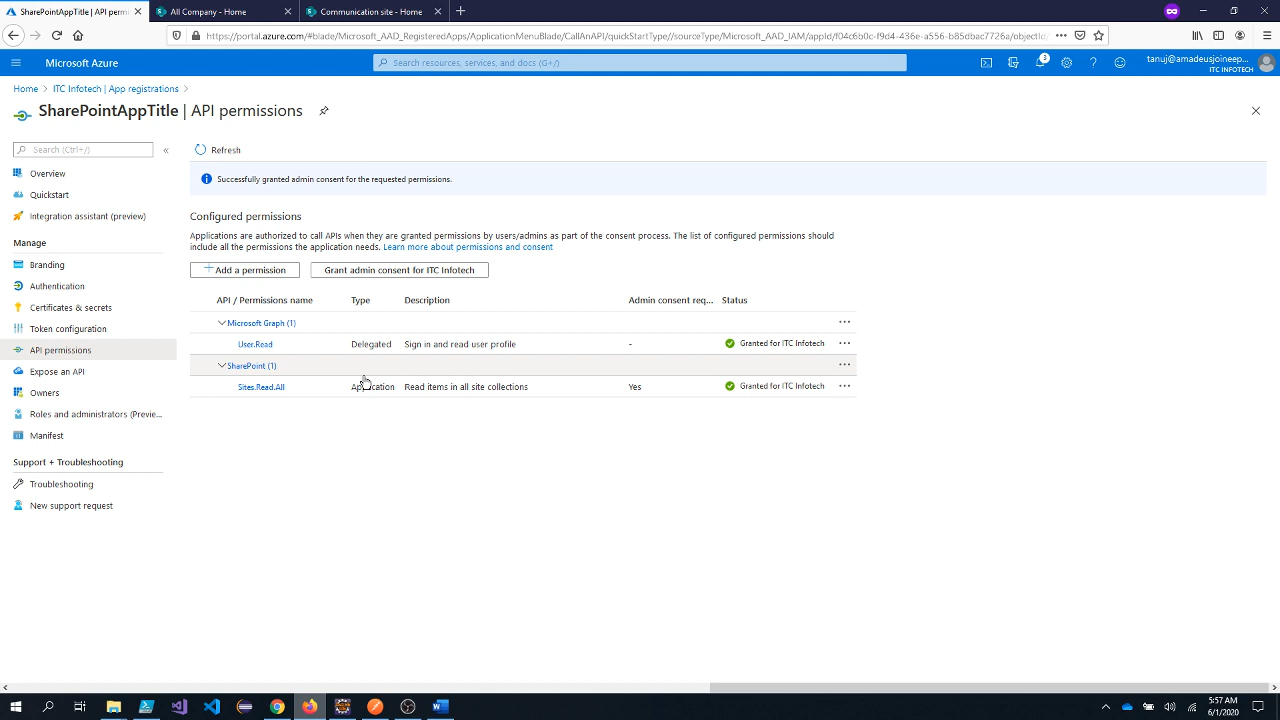 SharePointAppTitle | API permi
All Company - Home
Communication site - Home
https://portal.azure.com/#blade/Microsoft_AAD_RegisteredApps/ApplicationMenuBlade/CallAnAPI/quickStartType//sourceType/Microsoft_AAD_IAM/appId/f04c6b0c-f9d4-436e-a556-b85dbac7726a/objectId/
Microsoft Azure
Search resources, services, and docs (G+/)
3
tanuj@amadeusjoineep...
ITC INFOTECH
Home > ITC Infotech | App registrations >
SharePointAppTitle | API permissions
Search (Ctrl+/)
«
Refresh
Overview
Quickstart
Integration assistant (preview)
Manage
Branding
Authentication
Certificates & secrets
Token configuration
API permissions
Expose an API
Owners
Roles and administrators (Previe...
Manifest
Support + Troubleshooting
Troubleshooting
New support request
Successfully granted admin consent for the requested permissions.
Configured permissions
Applications are authorized to call APIs when they are granted permissions by users/admins as part of the consent process. The list of configured permissions should
include all the permissions the application needs. Learn more about permissions and consent
+ Add a permission
Grant admin consent for ITC Infotech
API / Permissions name Type Description Admin consent req... Status
Microsoft Graph (1) ...
User.Read Delegated Sign in and read user profile - Granted for ITC Infotech ...
SharePoint (1) ...
Sites.Read.All Application Read items in all site collections Yes Granted for ITC Infotech ...
5:57 AM
6/1/2020